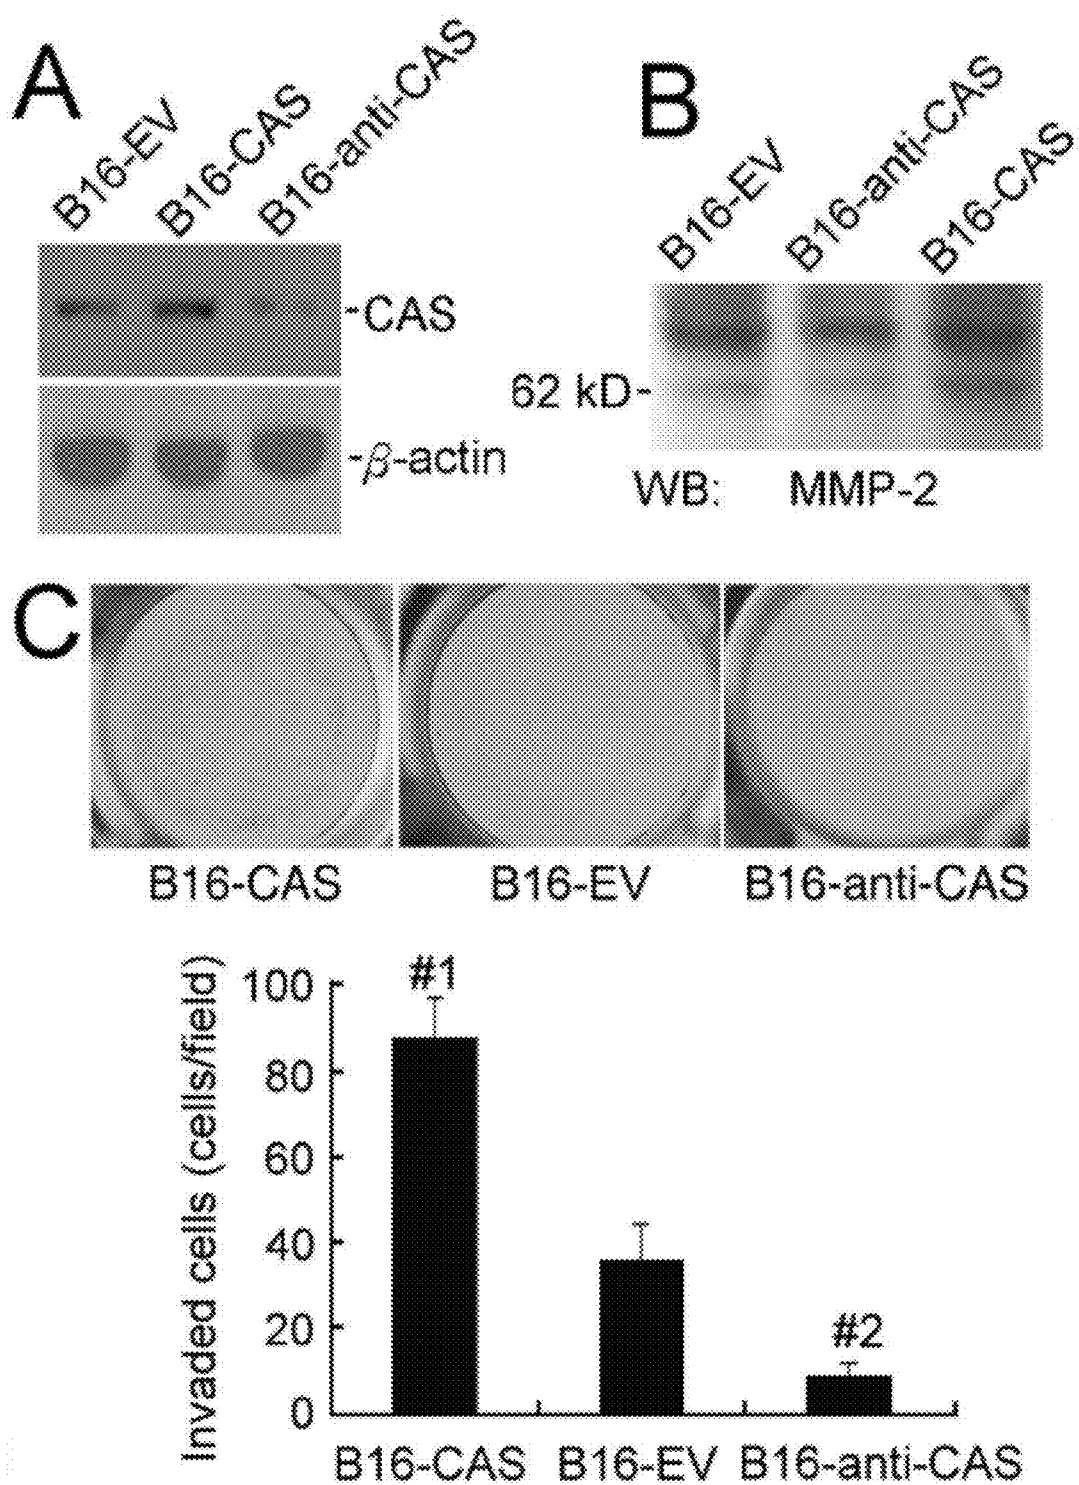 A
B16-EV
B16-CAS
B16-anti-CAS
-CAS
-β-actin
B
B16-EV
B16-anti-CAS
B16-CAS
62 kD-
WB: MMP-2
C
B16-CAS B16-EV B16-anti-CAS
Invaded cells (cells/field)
100
80
60
40
20
0
#1
#2
B16-CAS B16-EV B16-anti-CAS